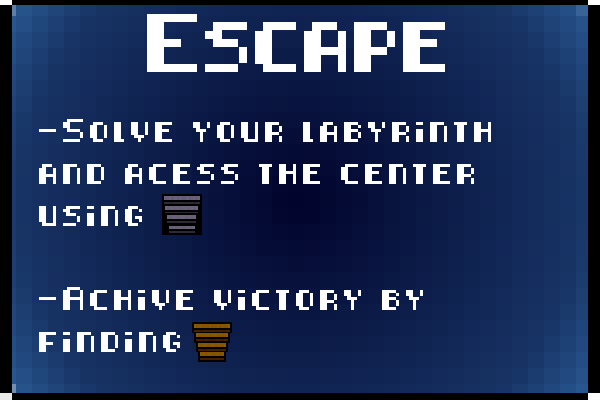 ESCAPE
-SOLVE YOUR LABYRINTH
AND ACESS THE CENTER
USING
-ACHIVE VICTORY BY
FINDING